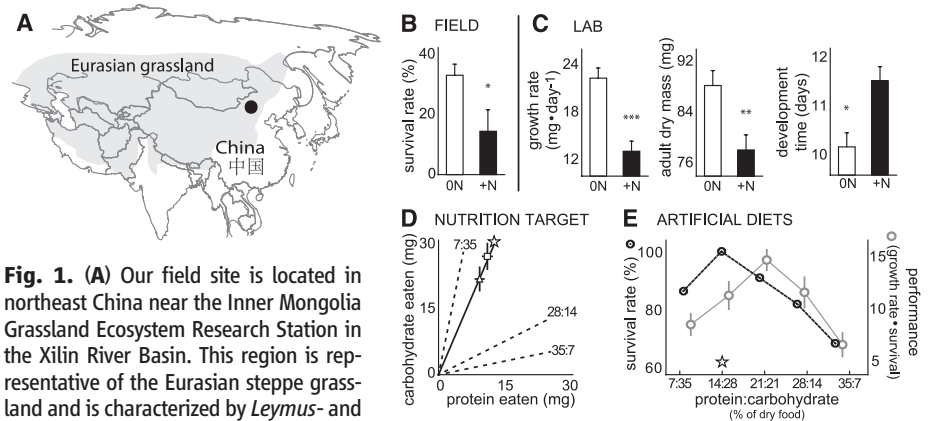 A
Eurasian grassland
China
中国
Fig. 1. (A) Our field site is located in
northeast China near the Inner Mongolia
Grassland Ecosystem Research Station in
the Xilin River Basin. This region is rep-
resentative of the Eurasian steppe grass-
land and is characterized by Leymus- and
B FIELD
survival rate (%)
40
20
0
*
0N +N
C LAB
growth rate
(mg•day-1)
24
18
12
***
0N +N
adult dry mass (mg)
92
84
76
**
0N +N
development
time (days)
12
11
10
*
0N +N
D NUTRITION TARGET
carbohydrate eaten (mg)
30
15
0
7:35
28:14
35:7
0 15 30
protein eaten (mg)
E ARTIFICIAL DIETS
survival rate (%)
100
80
60
15
10
5
performance
(growth rate•survival)
7:35 14:28 21:21 28:14 35:7
protein:carbohydrate
(% of dry food)